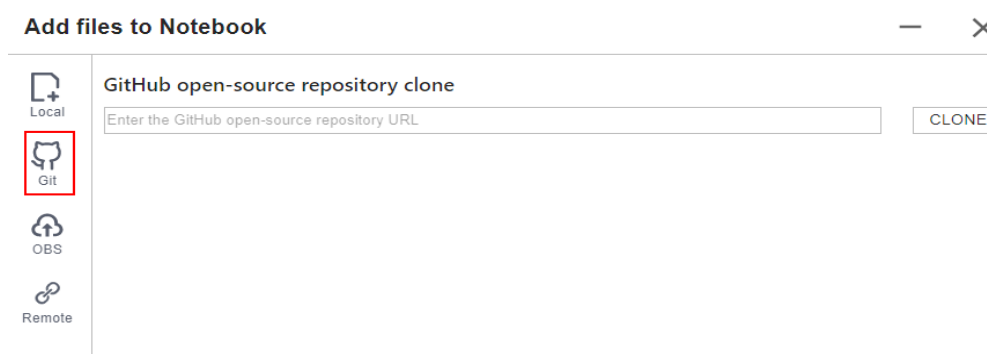 Add files to Notebook
Local
Git
OBS
Remote
GitHub open-source repository clone
Enter the GitHub open-source repository URL
CLONE